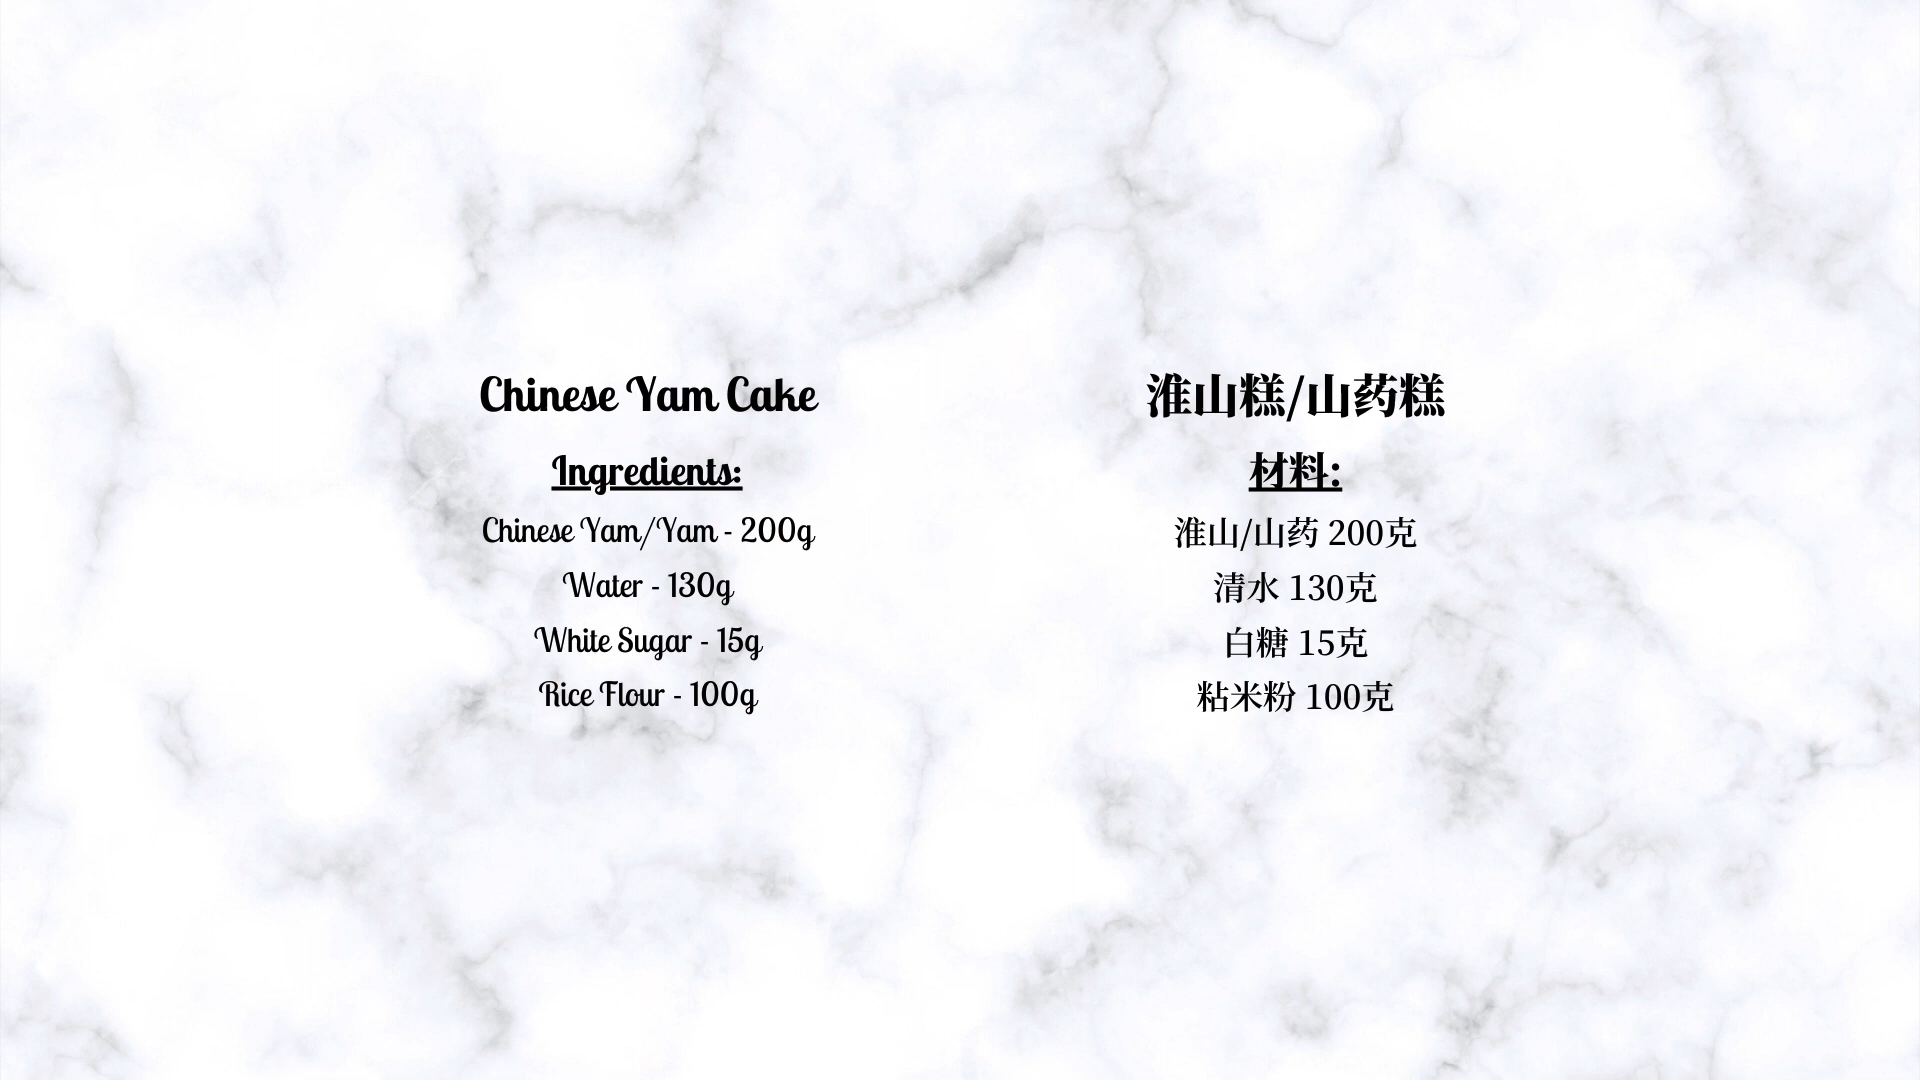 Chinese Yam Cake
Ingredients:
Chinese Yam/Yam - 200g
Water - 130g
White Sugar - 15g
Rice Flour - 100g
淮山糕/山药糕
材料:
淮山/山药 200克
清水 130克
白糖 15克
粘米粉 100克